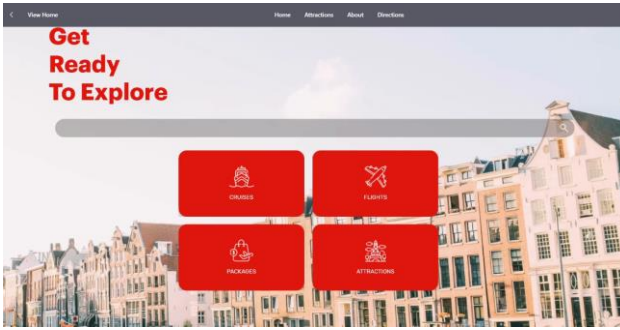 View Home
Home Attractions About Directions
Get
Ready
To Explore
CRUISES
FLIGHTS
PACKAGES
ATTRACTIONS